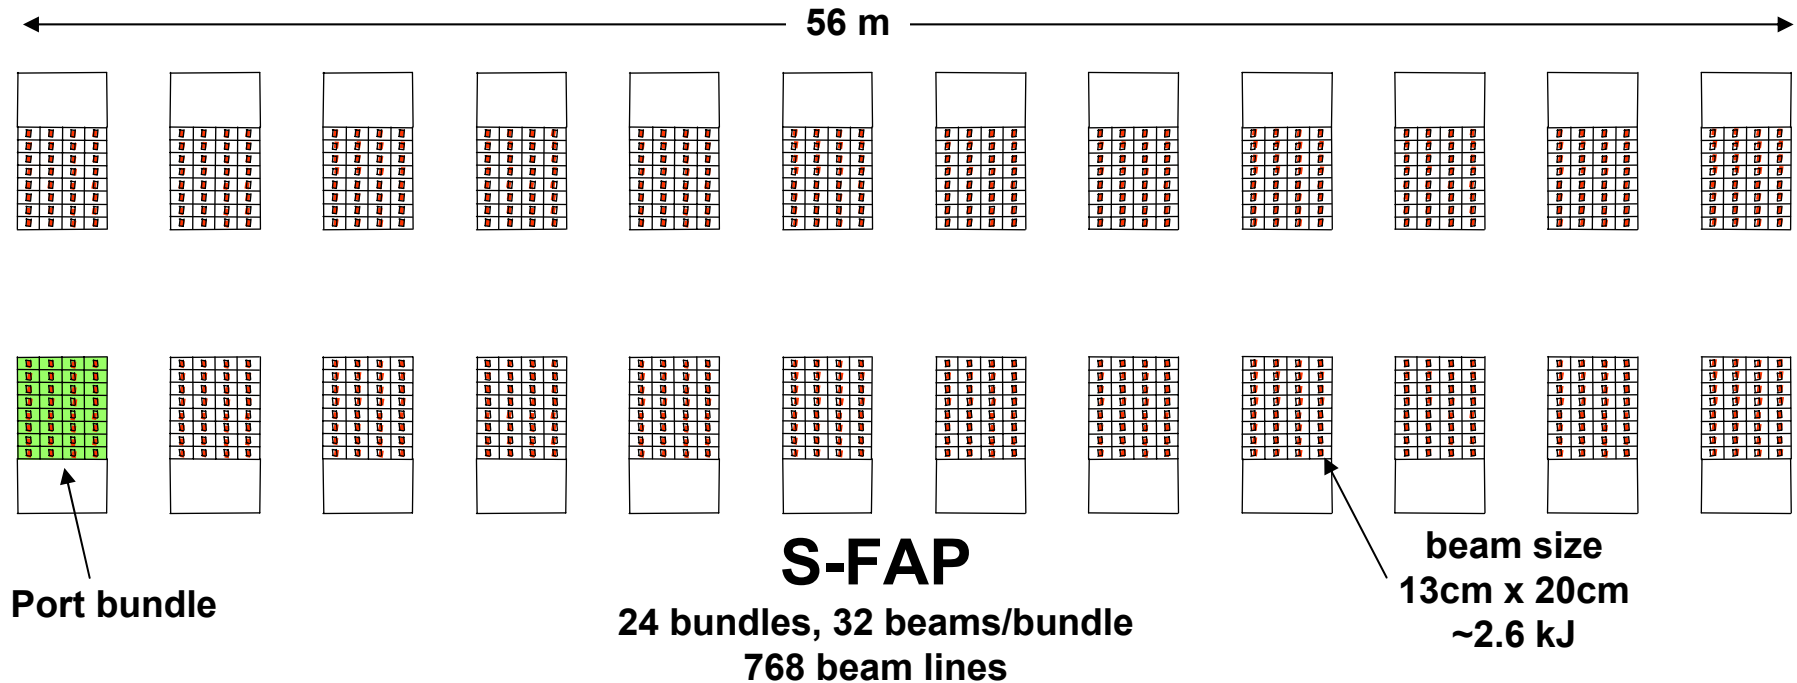 56 m
Port bundle
S-FAP
24 bundles, 32 beams/bundle
768 beam lines
beam size
13cm x 20cm
~2.6 kJ